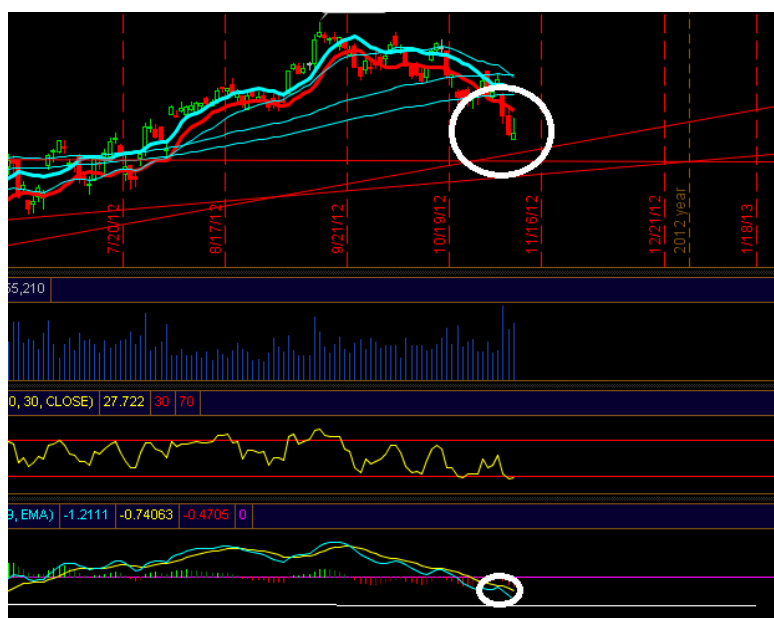 7/20/12
8/17/12
9/21/12
10/19/12
11/16/12
12/21/12
2012 year
1/18/13
55,210
0, 30, CLOSE) 27.722 30 70
9, EMA) -1.2111 -0.74063 -0.4705 0